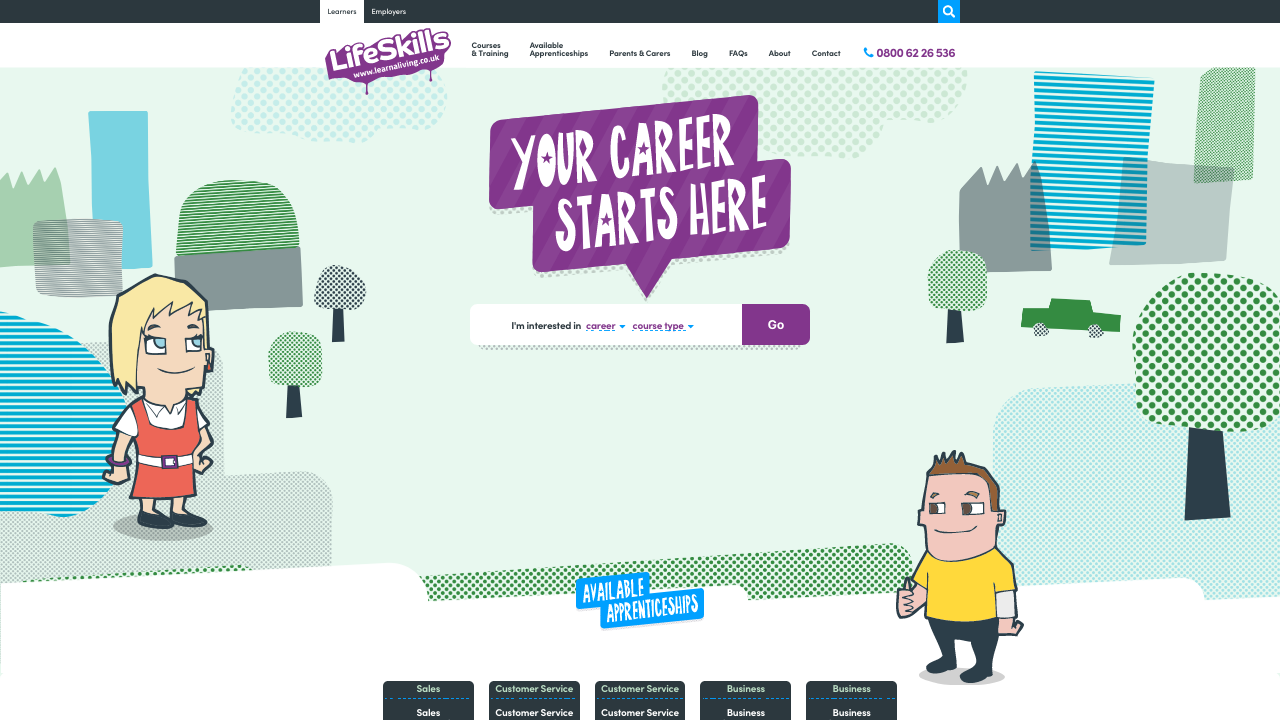 Learners Employers
LifeSkills
www.learnaliving.co.uk
Courses
& Training
Available
Apprenticeships
Parents & Carers
Blog
FAQs
About
Contact
0800 62 26 536
YOUR CAREER
STARTS HERE
I'm interested in career course type
Go
AVAILABLE
APPRENTICESHIPS
Sales Customer Service Customer Service Business Business
Sales Customer Service Customer Service Business Business